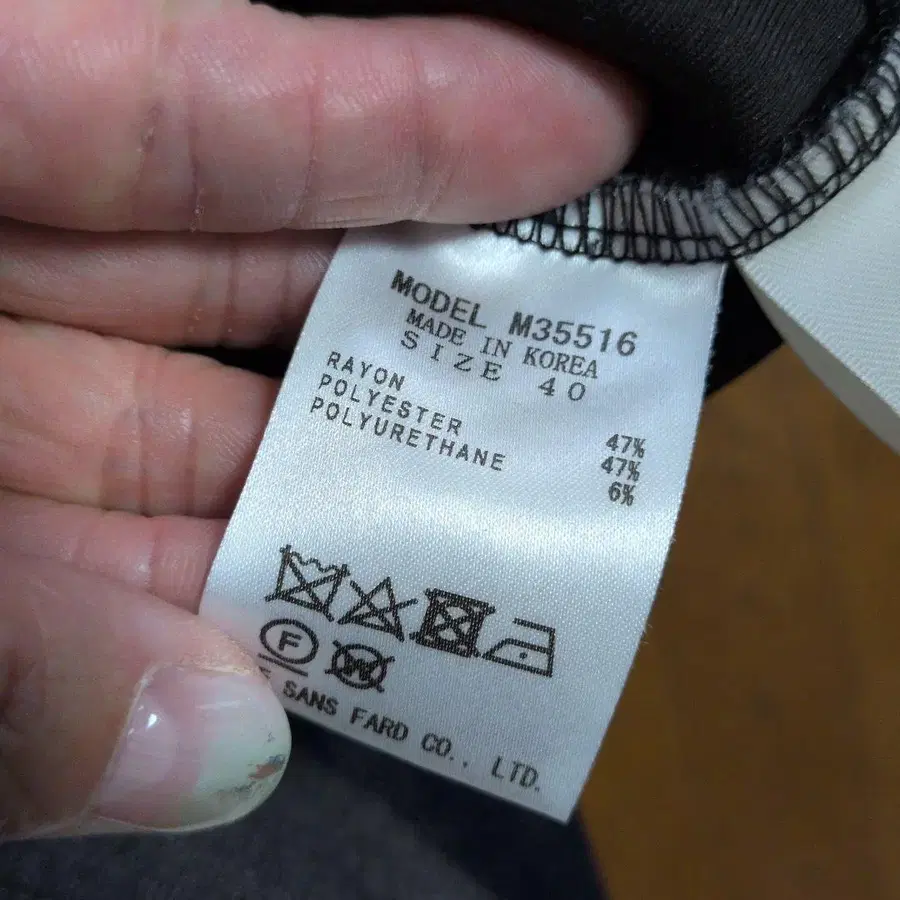 MODEL M35516
MADE IN KOREA
SIZE 40
RAYON 47%
POLYESTER 47%
POLYURETHANE 6%
F W
SANS FARD CO., LTD.